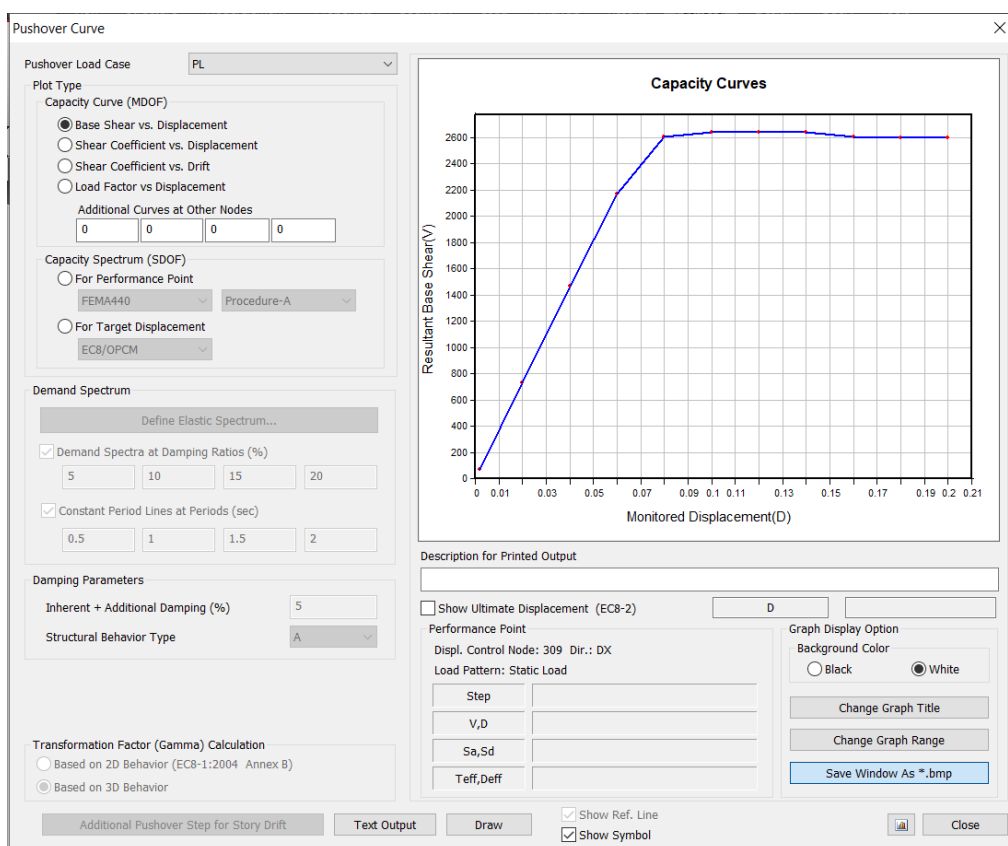 Pushover Curve
Pushover Load Case
PL
Plot Type
Capacity Curve (MDOF)
Base Shear vs. Displacement
Shear Coefficient vs. Displacement
Shear Coefficient vs. Drift
Load Factor vs Displacement
Additional Curves at Other Nodes
0 0 0 0
Capacity Spectrum (SDOF)
For Performance Point
FEMA440 Procedure-A
For Target Displacement
EC8/OPCM
Demand Spectrum
Define Elastic Spectrum...
Demand Spectra at Damping Ratios (%)
5 10 15 20
Constant Period Lines at Periods (sec)
0.5 1 1.5 2
Damping Parameters
Inherent + Additional Damping (%) 5
Structural Behavior Type A
Transformation Factor (Gamma) Calculation
Based on 2D Behavior (EC8-1:2004 Annex B)
Based on 3D Behavior
Additional Pushover Step for Story Drift
Text Output
Draw
Show Ref. Line
Show Symbol
Close
Capacity Curves
Resultant Base Shear(V)
2600
2400
2200
2000
1800
1600
1400
1200
1000
800
600
400
200
0
0 0.01 0.03 0.05 0.07 0.09 0.1 0.11 0.13 0.15 0.17 0.19 0.2 0.21
Monitored Displacement(D)
Description for Printed Output
Show Ultimate Displacement (EC8-2) D
Performance Point
Displ. Control Node: 309 Dir.: DX
Load Pattern: Static Load
Step
V,D
Sa,Sd
Teff,Deff
Graph Display Option
Background Color
Black White
Change Graph Title
Change Graph Range
Save Window As *.bmp